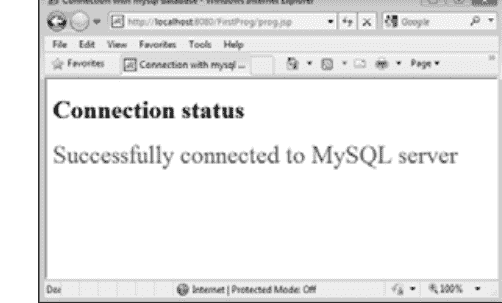 Connection with mysql database - Windows Internet Explorer
http://localhost:8080/FirstProg/prog.jsp
Google
File Edit View Favorites Tools Help
Favorites Connection with mysql ... Page
Connection status
Successfully connected to MySQL server
Internet | Protected Mode: Off 100%